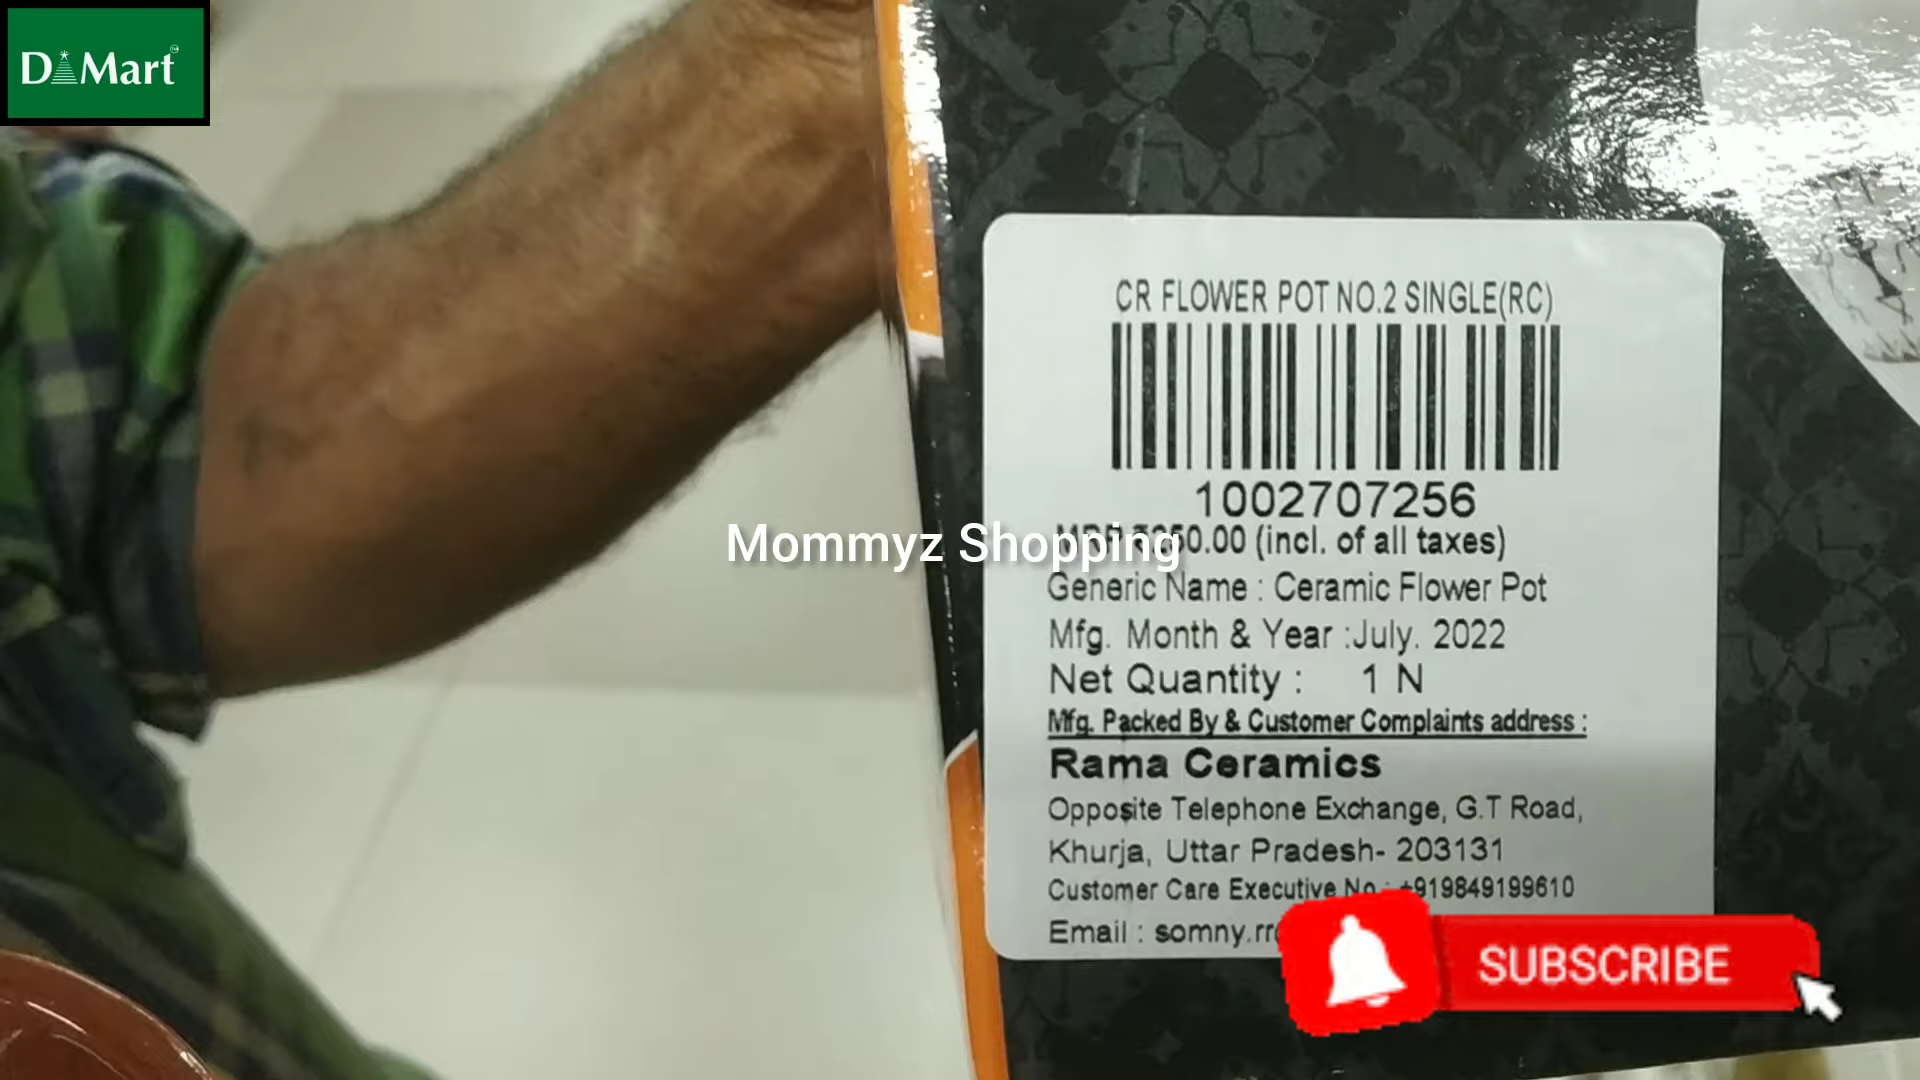 D Mart
CR FLOWER POT NO.2 SINGLE(RC)
1002707256
Mommyz Shopping
(incl. of all taxes)
Generic Name : Ceramic Flower Pot
Mfg. Month & Year :July. 2022
Net Quantity : 1 N
Mfg. Packed By & Customer Complaints address :
Rama Ceramics
Opposite Telephone Exchange, G.T Road,
Khurja, Uttar Pradesh- 203131
Customer Care Executive No.: +919849199610
Email : somny.
SUBSCRIBE